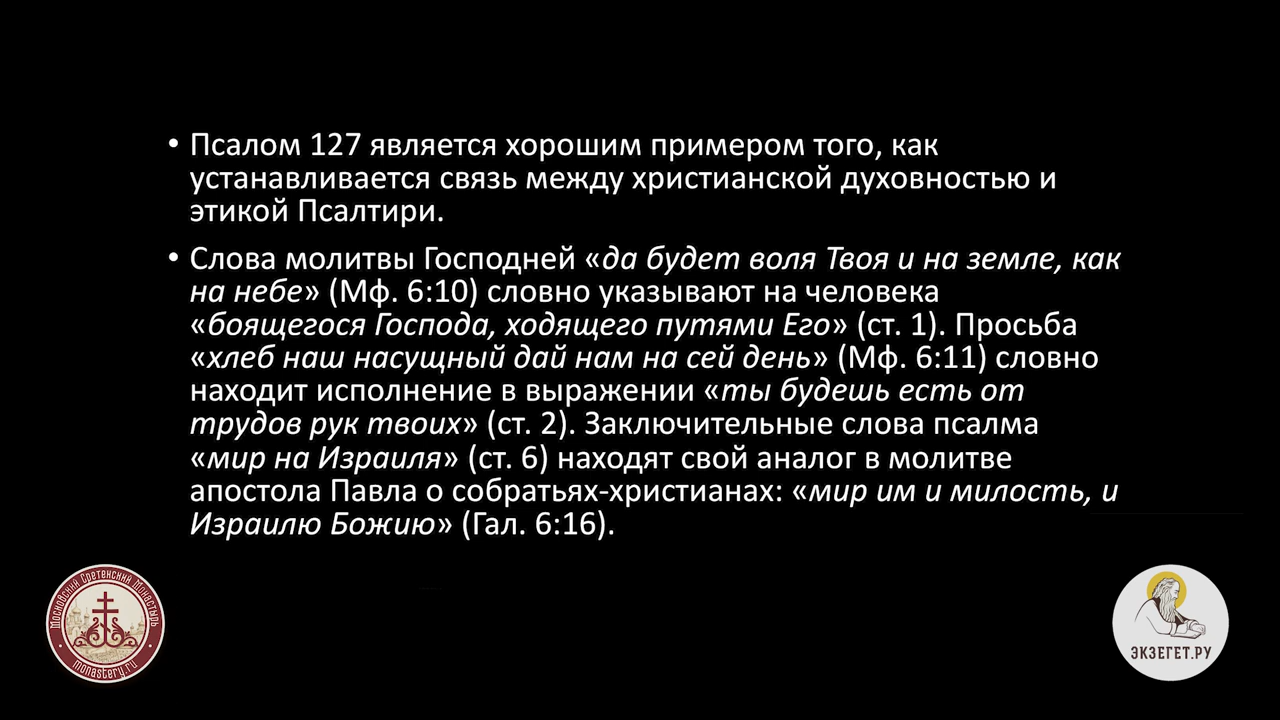 • Псалом 127 является хорошим примером того, как
устанавливается связь между христианской духовностью и
этикой Псалтири.
• Слова молитвы Господней «да будет воля Твоя и на земле, как
на небе» (Мф. 6:10) словно указывают на человека
«боящегося Господа, ходящего путями Его» (ст. 1). Просьба
«хлеб наш насущный дай нам на сей день» (Мф. 6:11) словно
находит исполнение в выражении «ты будешь есть от
трудов рук твоих» (ст. 2). Заключительные слова псалма
«мир на Израиля» (ст. 6) находят свой аналог в молитве
апостола Павла о собратьях-христианах: «мир им и милость, и
Израилю Божию» (Гал. 6:16).
Московский Сретенский Монастырь
monastery.ru
ЭКЗЕГЕТ.РУ